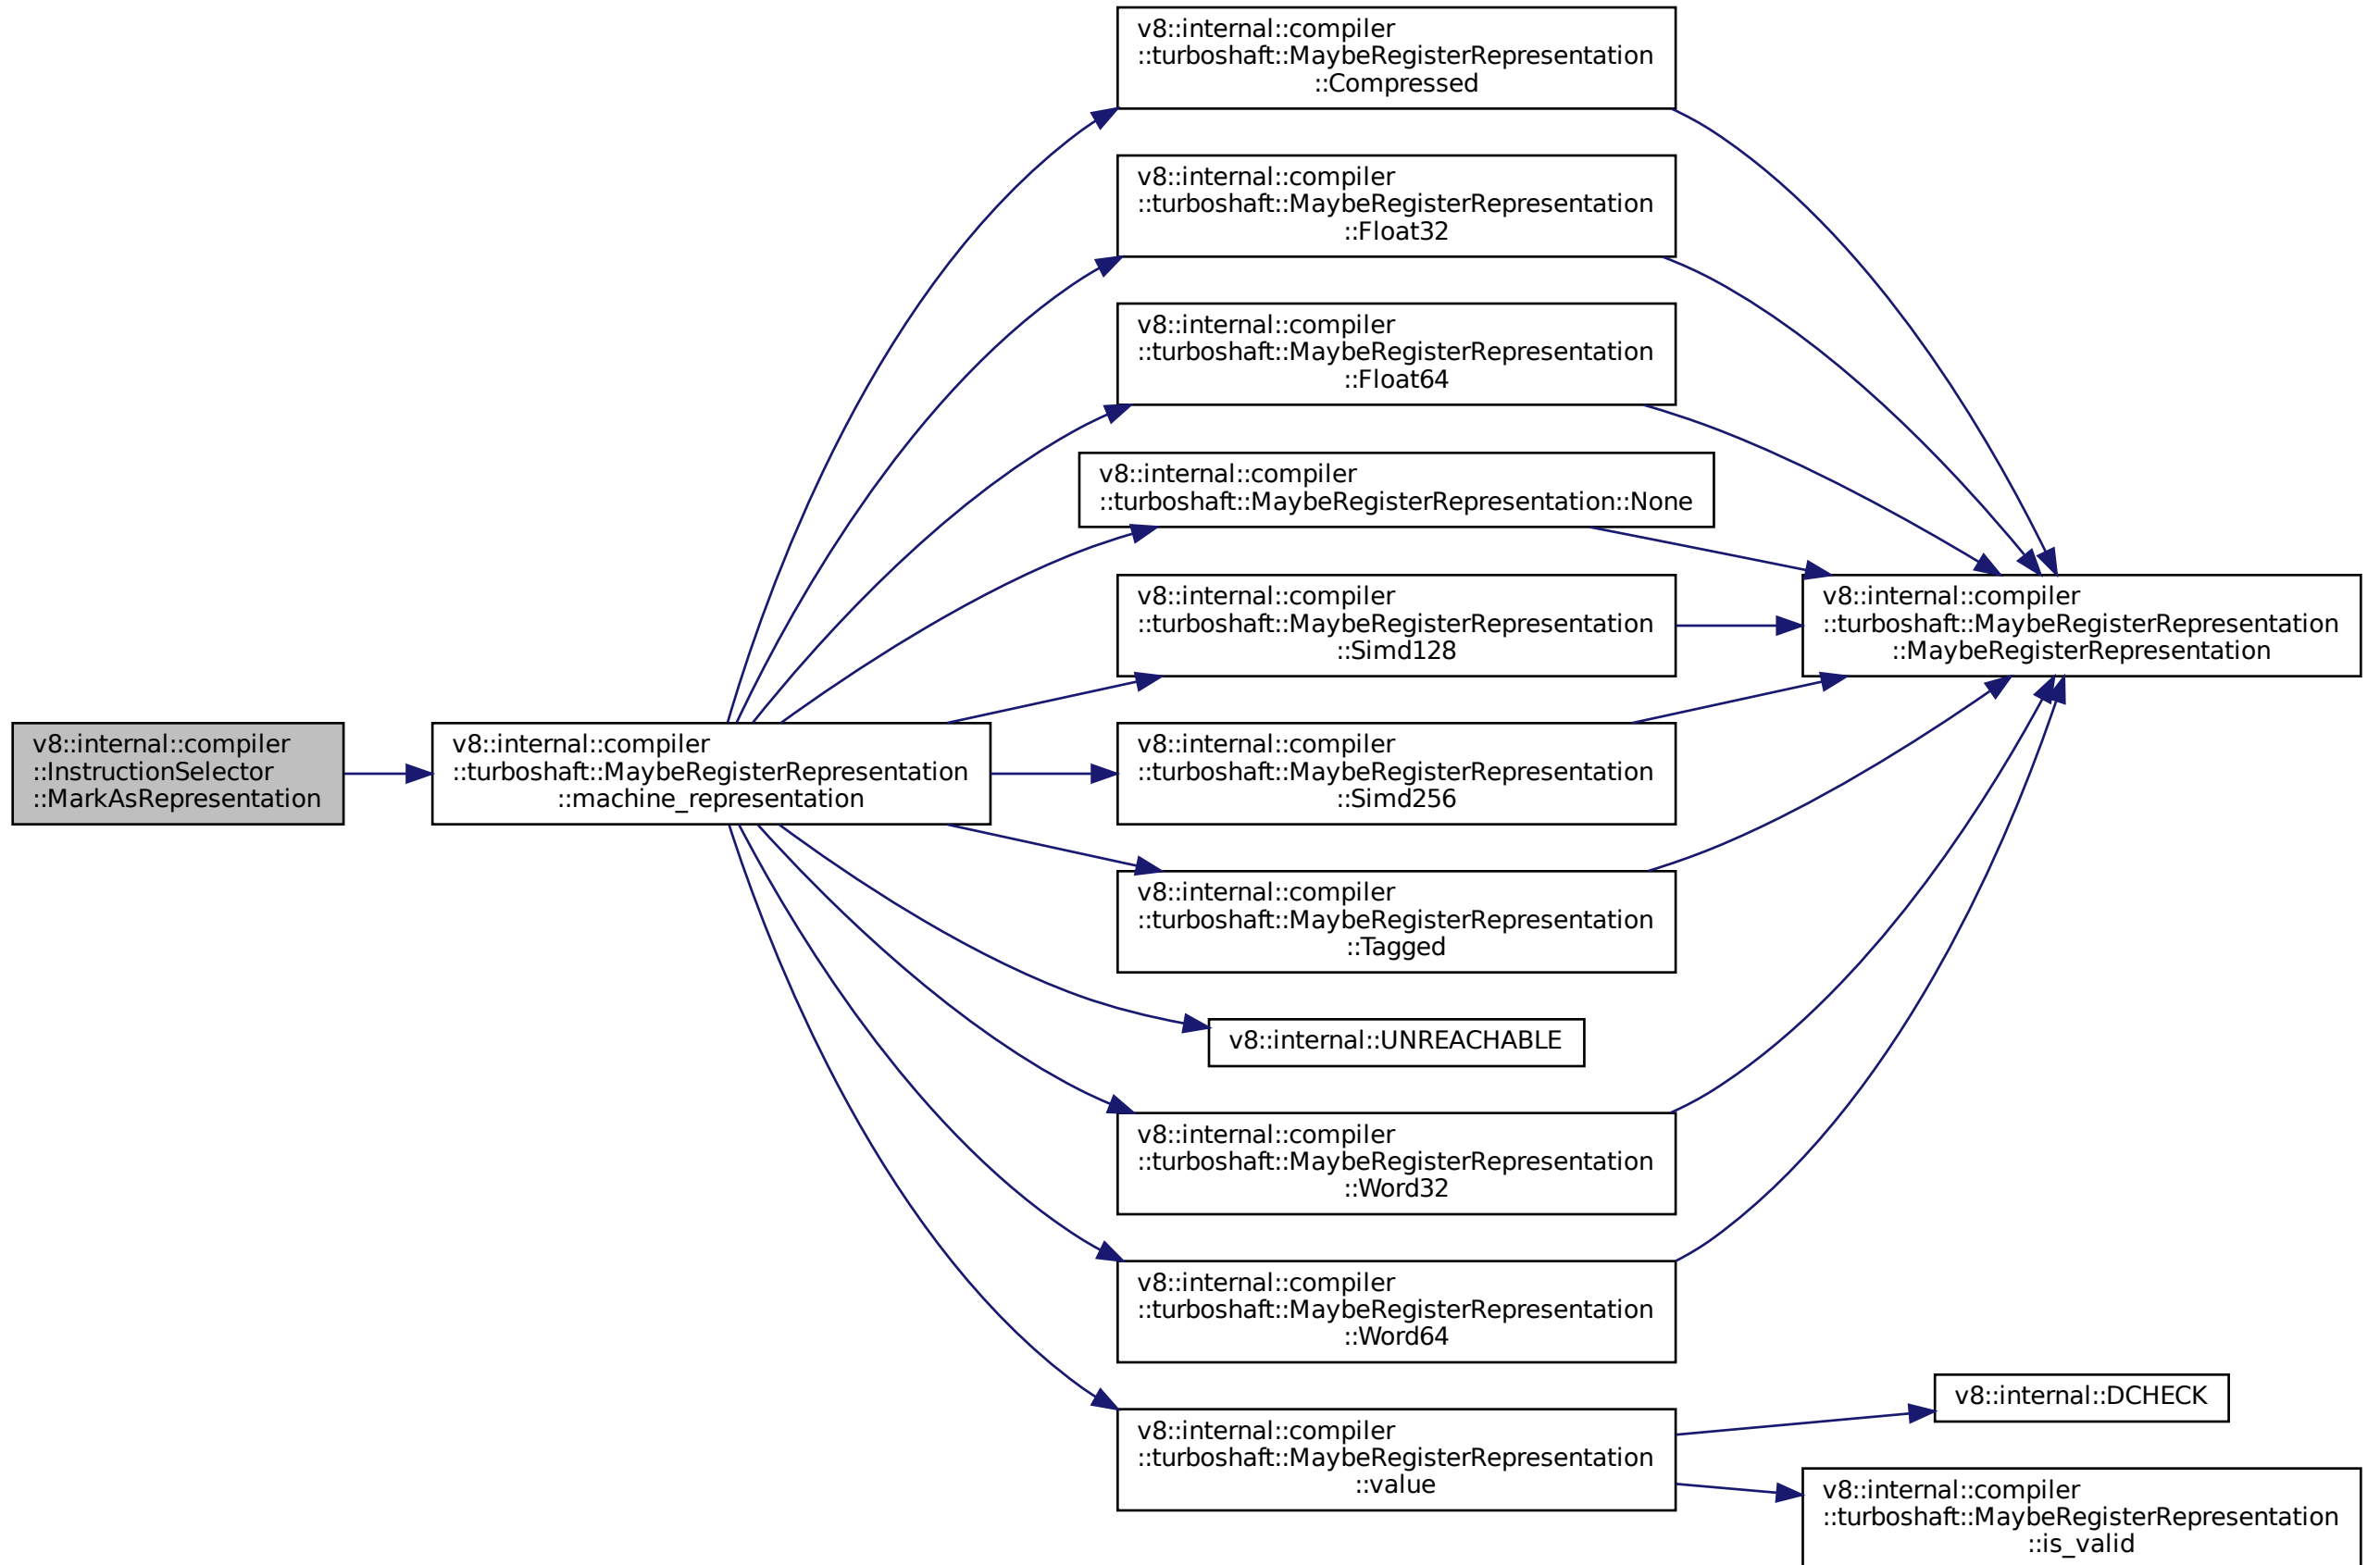 v8::internal::compiler
::InstructionSelector
::MarkAsRepresentation
v8::internal::compiler
::turboshaft::MaybeRegisterRepresentation
::machine_representation
v8::internal::compiler
::turboshaft::MaybeRegisterRepresentation
::Compressed
v8::internal::compiler
::turboshaft::MaybeRegisterRepresentation
::Float32
v8::internal::compiler
::turboshaft::MaybeRegisterRepresentation
::Float64
v8::internal::compiler
::turboshaft::MaybeRegisterRepresentation::None
v8::internal::compiler
::turboshaft::MaybeRegisterRepresentation
::Simd128
v8::internal::compiler
::turboshaft::MaybeRegisterRepresentation
::Simd256
v8::internal::compiler
::turboshaft::MaybeRegisterRepresentation
::Tagged
v8::internal::UNREACHABLE
v8::internal::compiler
::turboshaft::MaybeRegisterRepresentation
::Word32
v8::internal::compiler
::turboshaft::MaybeRegisterRepresentation
::Word64
v8::internal::compiler
::turboshaft::MaybeRegisterRepresentation
::value
v8::internal::compiler
::turboshaft::MaybeRegisterRepresentation
::MaybeRegisterRepresentation
v8::internal::DCHECK
v8::internal::compiler
::turboshaft::MaybeRegisterRepresentation
::is_valid